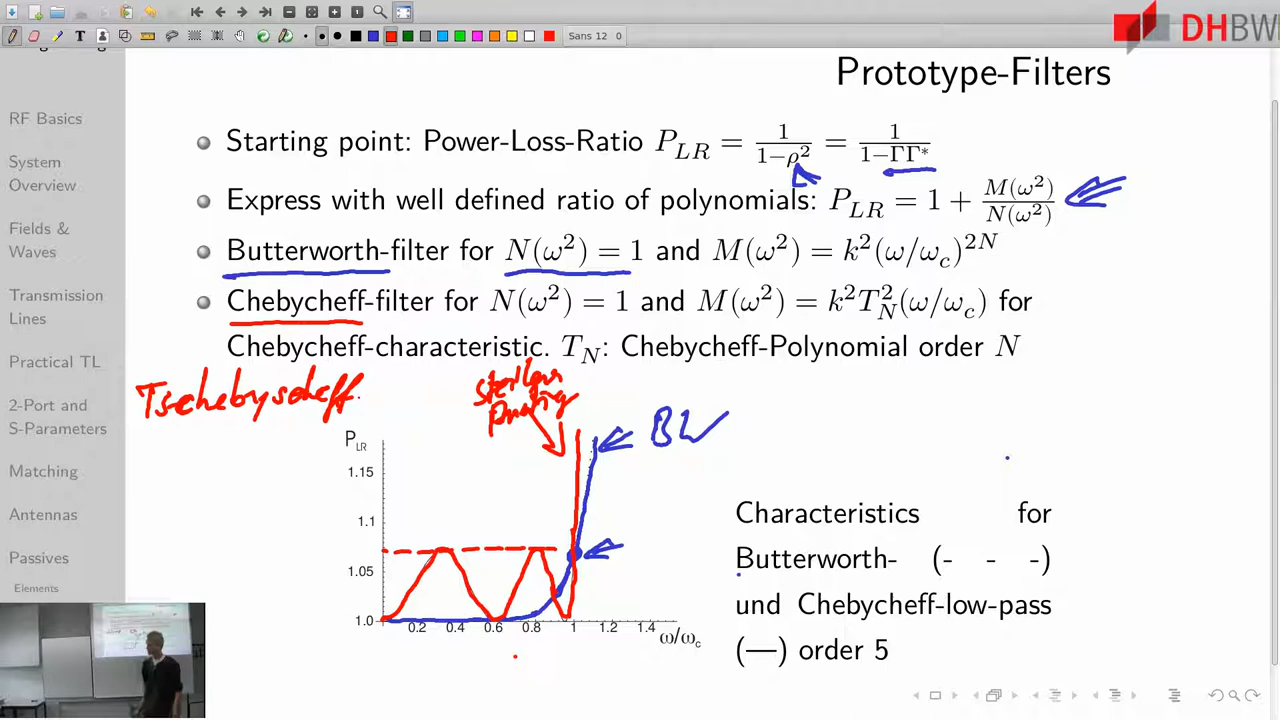 Sans 12 0
DHBW
Prototype-Filters
RF Basics
System
Overview
Fields &
Waves
Transmission
Lines
Practical TL
2-Port and
S-Parameters
Matching
Antennas
Passives
Elements
Starting point: Power-Loss-Ratio P_LR = 1/(1−ρ²) = 1/(1−ΓΓ*)
Express with well defined ratio of polynomials: P_LR = 1 + M(ω²)/N(ω²)
Butterworth-filter for N(ω²) = 1 and M(ω²) = k²(ω/ω_c)^2N
Chebycheff-filter for N(ω²) = 1 and M(ω²) = k²T_N²(ω/ω_c) for
Chebycheff-characteristic. T_N: Chebycheff-Polynomial order N
Tschebyscheff
BW
P_LR
1.15
1.1
1.05
1.0
0.2 0.4 0.6 0.8 1 1.2 1.4 ω/ω_c
Characteristics for
Butterworth- (- - -)
und Chebycheff-low-pass
(—) order 5